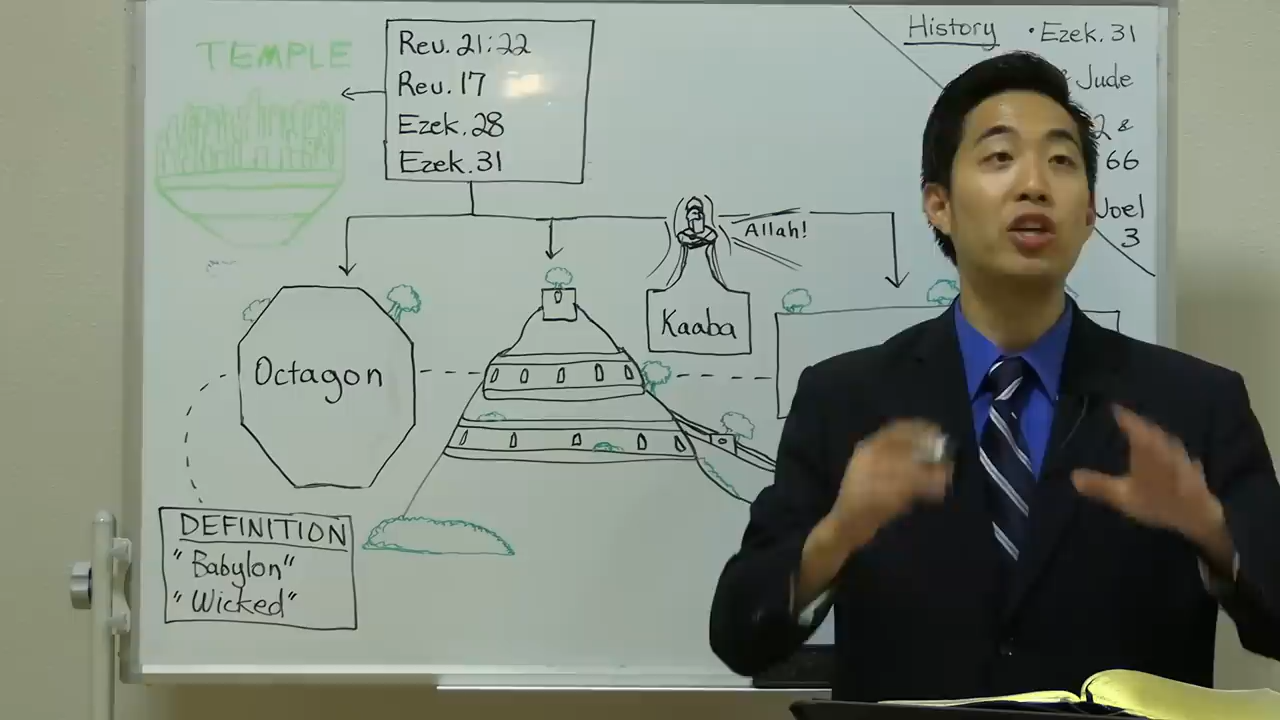 TEMPLE
Rev. 21:22
Rev. 17
Ezek. 28
Ezek. 31
History • Ezek. 31
Jude
2 &
66
Joel
3
Allah!
Kaaba
Octagon
DEFINITION
"Babylon"
"Wicked"